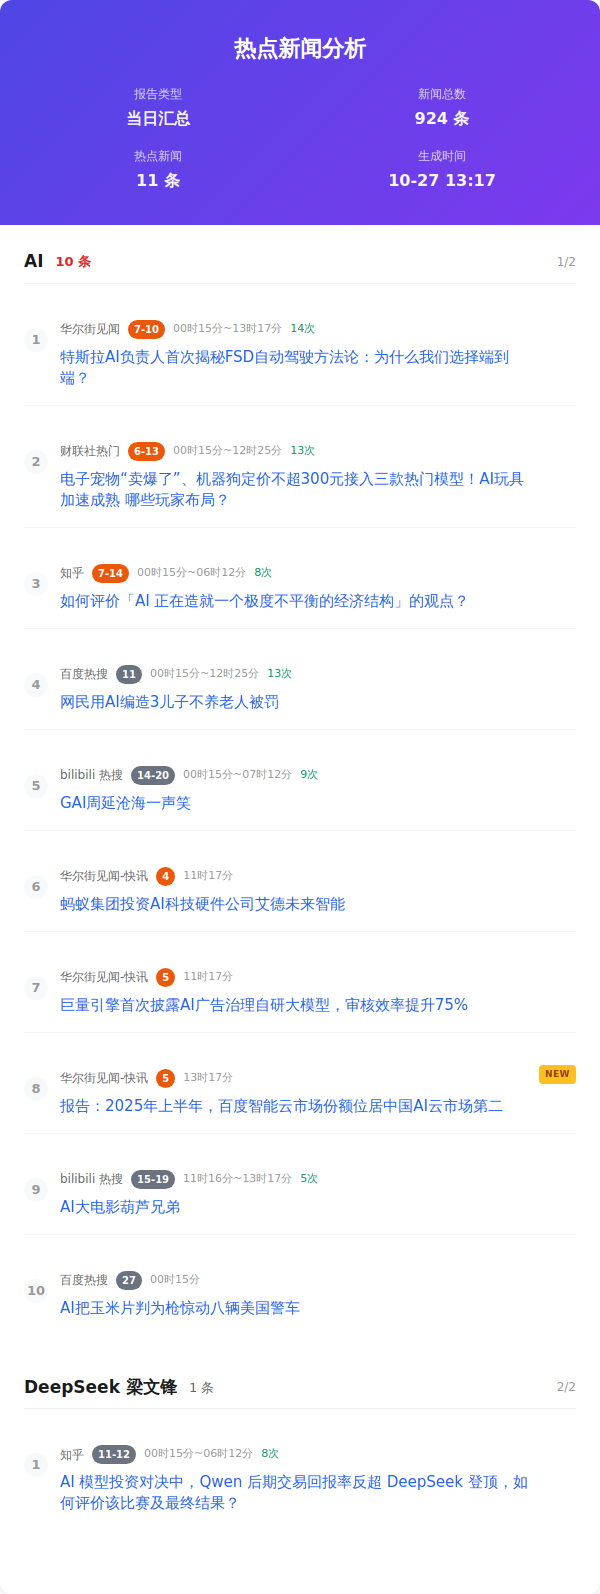 热点新闻分析
报告类型
新闻总数
当日汇总
924 条
热点新闻
生成时间
11 条
10-27 13:17
AI 10 条 1/2
1
华尔街见闻 7-10 00时15分~13时17分 14次
特斯拉AI负责人首次揭秘FSD自动驾驶方法论：为什么我们选择端到
端？
2
财联社热门 6-13 00时15分~12时25分 13次
电子宠物“卖爆了”、机器狗定价不超300元接入三款热门模型！AI玩具
加速成熟 哪些玩家布局？
3
知乎 7-14 00时15分~06时12分 8次
如何评价「AI 正在造就一个极度不平衡的经济结构」的观点？
4
百度热搜 11 00时15分~12时25分 13次
网民用AI编造3儿子不养老人被罚
5
bilibili 热搜 14-20 00时15分~07时12分 9次
GAI周延沧海一声笑
6
华尔街见闻-快讯 4 11时17分
蚂蚁集团投资AI科技硬件公司艾德未来智能
7
华尔街见闻-快讯 5 11时17分
巨量引擎首次披露AI广告治理自研大模型，审核效率提升75%
8
华尔街见闻-快讯 5 13时17分 NEW
报告：2025年上半年，百度智能云市场份额位居中国AI云市场第二
9
bilibili 热搜 15-19 11时16分~13时17分 5次
AI大电影葫芦兄弟
10
百度热搜 27 00时15分
AI把玉米片判为枪惊动八辆美国警车
DeepSeek 梁文锋 1 条 2/2
1
知乎 11-12 00时15分~06时12分 8次
AI 模型投资对决中，Qwen 后期交易回报率反超 DeepSeek 登顶，如
何评价该比赛及最终结果？